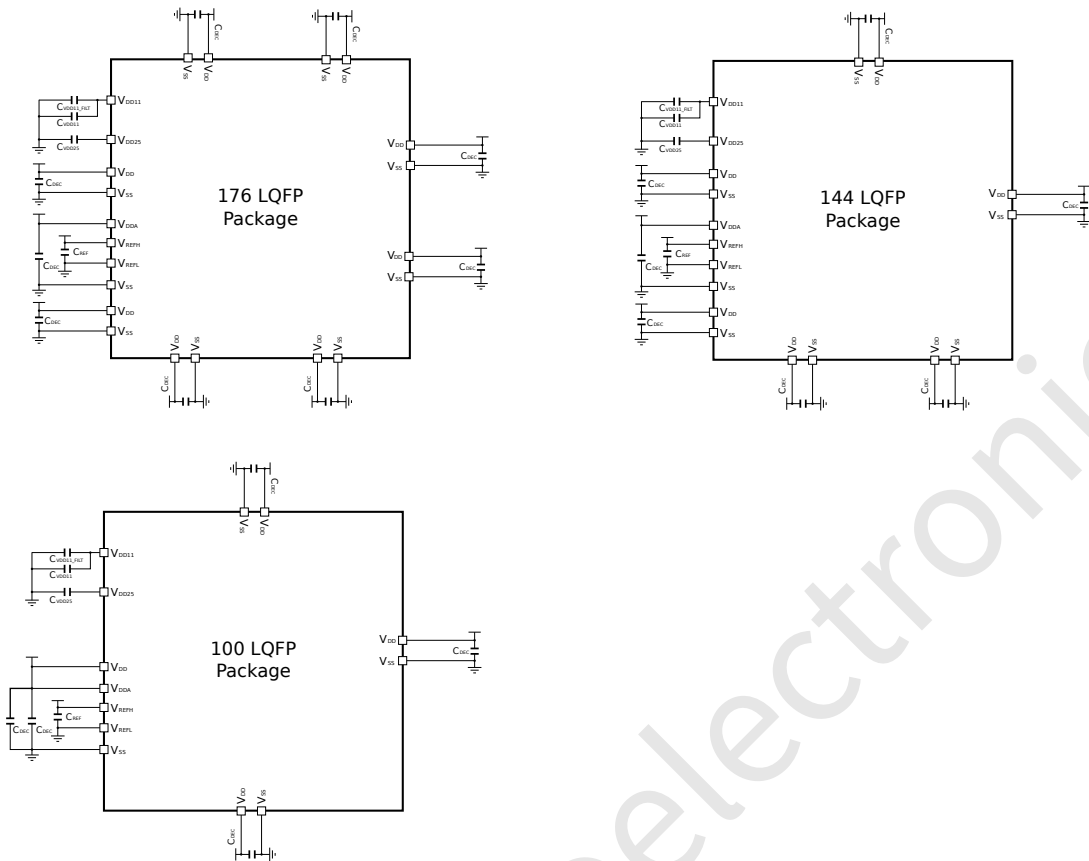 CDEC
CDEC
VSS
VDD
VSS
VDD
CVDD11_FILT
CVDD11
VDD11
CVDD25
VDD25
CDEC
VDD
VSS
VDDA
CREF
VREFH
VREFL
CDEC
VSS
VDD
CDEC
VSS
176 LQFP
Package
VDD
CDEC
VSS
VDD
CDEC
VSS
VDD
VSS
VDD
VSS
CDEC
CDEC
CDEC
VSS
VDD
CVDD11_FILT
CVDD11
VDD11
CVDD25
VDD25
VDD
CDEC
VSS
VDDA
VREFH
CREF
CDEC
VREFL
VSS
VDD
CDEC
VSS
144 LQFP
Package
VDD
CDEC
VSS
VDD
VSS
VDD
VSS
CDEC
CDEC
CDEC
VSS
VDD
CVDD11_FILT
CVDD11
VDD11
CVDD25
VDD25
VDD
VDDA
VREFH
CREF
CDEC
CDEC
VREFL
VSS
100 LQFP
Package
VDD
CDEC
VSS
VDD
VSS
CDEC